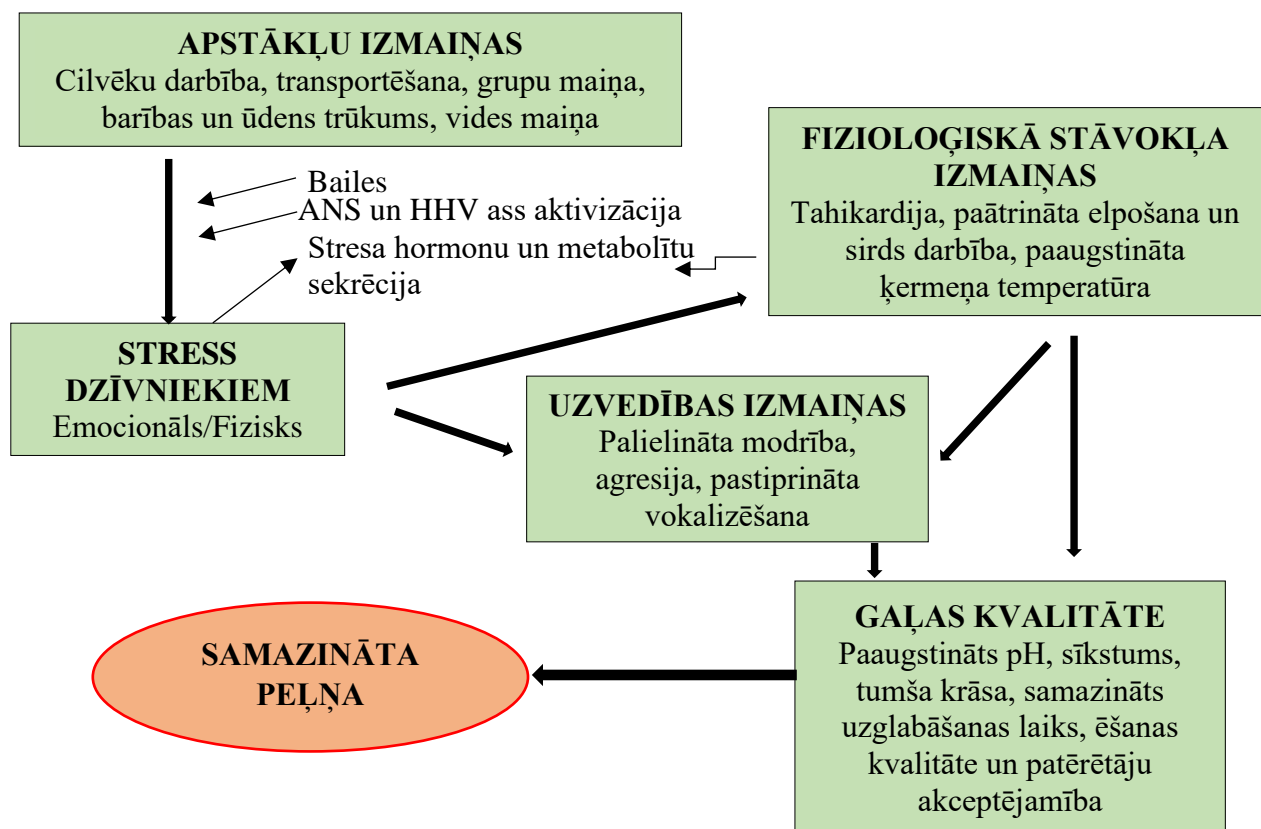 APSTĀKĻU IZMAIŅAS
Cilvēku darbība, transportēšana, grupu maiņa,
barības un ūdens trūkums, vides maiņa
Bailes
ANS un HHV ass aktivizācija
Stresa hormonu un metabolītu
sekrēcija
FIZIOLOĢISKĀ STĀVOKĻA
IZMAIŅAS
Tahikardija, paātrināta elpošana un
sirds darbība, paaugstināta
ķermeņa temperatūra
STRESS
DZĪVNIEKIEM
Emocionāls/Fizisks
UZVEDĪBAS IZMAIŅAS
Palielināta modrība,
agresija, pastiprināta
vokalizēšana
GAĻAS KVALITĀTE
Paaugstināts pH, sīkstums,
tumša krāsa, samazināts
uzglabāšanas laiks, ēšanas
kvalitāte un patērētāju
akceptējamība
SAMAZINĀTA
PEĻŅA